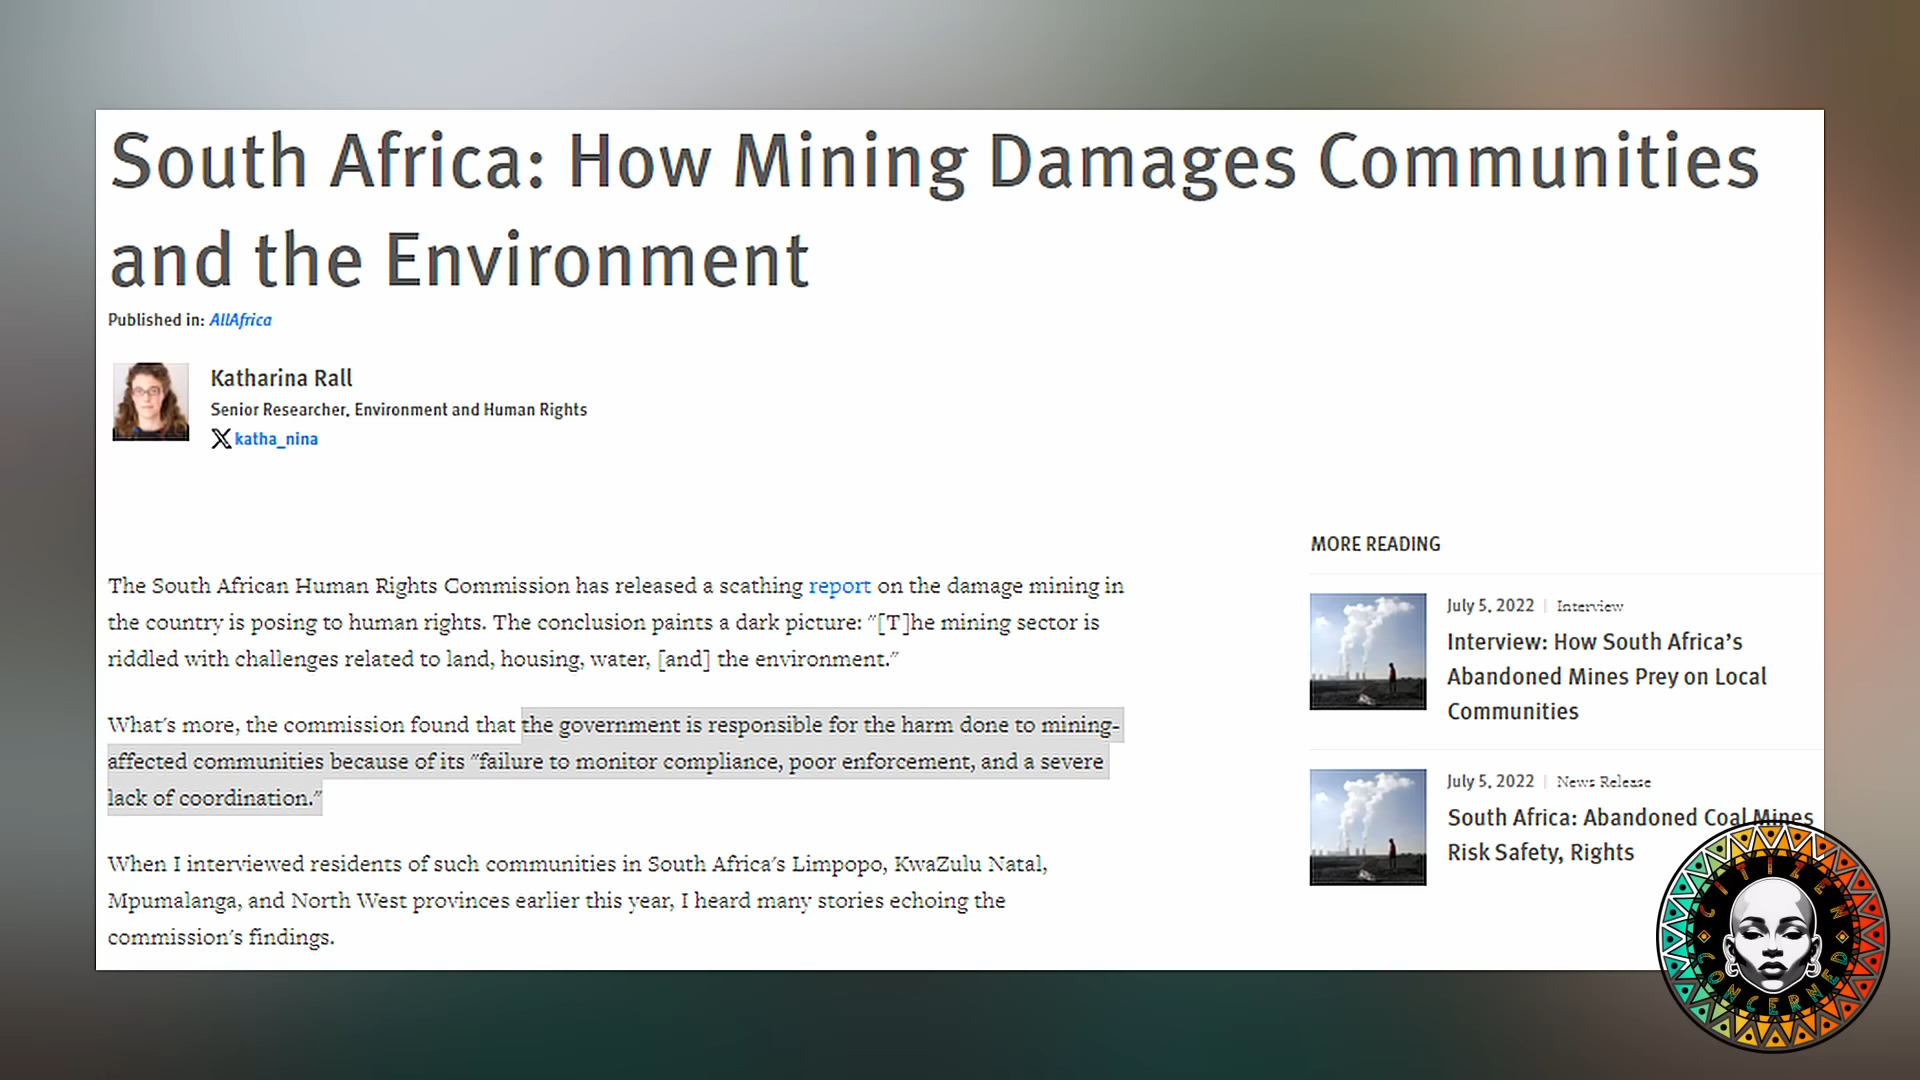 South Africa: How Mining Damages Communities
and the Environment
Published in: AllAfrica
Katharina Rall
Senior Researcher, Environment and Human Rights
katha_nina
The South African Human Rights Commission has released a scathing report on the damage mining in
the country is posing to human rights. The conclusion paints a dark picture: "[T]he mining sector is
riddled with challenges related to land, housing, water, [and] the environment."
What's more, the commission found that the government is responsible for the harm done to mining-
affected communities because of its "failure to monitor compliance, poor enforcement, and a severe
lack of coordination."
When I interviewed residents of such communities in South Africa's Limpopo, KwaZulu Natal,
Mpumalanga, and North West provinces earlier this year, I heard many stories echoing the
commission's findings.
MORE READING
July 5, 2022 | Interview
Interview: How South Africa's
Abandoned Mines Prey on Local
Communities
July 5, 2022 | News Release
South Africa: Abandoned Coal Mines
Risk Safety, Rights
CITIZEN
CONCERNED